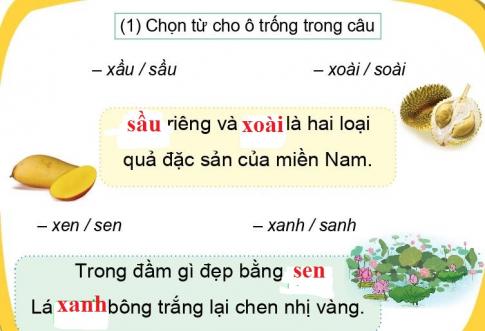 (1) Chọn từ cho ô trống trong câu
– xầu / sầu – xoài / soài
sầu riêng và xoài là hai loại
quả đặc sản của miền Nam.
– xen / sen – xanh / sanh
Trong đầm gì đẹp bằng sen
Lá xanh bông trắng lại chen nhị vàng.